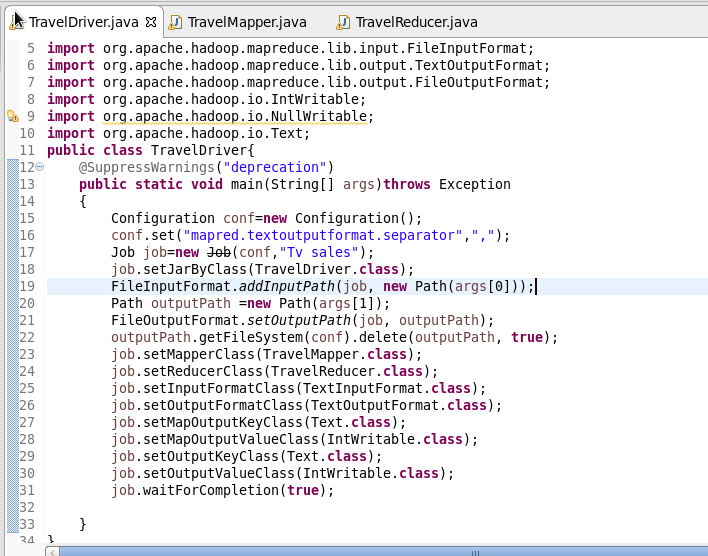 TravelDriver.java TravelMapper.java TravelReducer.java
5 import org.apache.hadoop.mapreduce.lib.input.FileInputFormat;
6 import org.apache.hadoop.mapreduce.lib.output.TextOutputFormat;
7 import org.apache.hadoop.mapreduce.lib.output.FileOutputFormat;
8 import org.apache.hadoop.io.IntWritable;
9 import org.apache.hadoop.io.NullWritable;
10 import org.apache.hadoop.io.Text;
11 public class TravelDriver{
12 @SuppressWarnings("deprecation")
13 public static void main(String[] args)throws Exception
14 {
15 Configuration conf=new Configuration();
16 conf.set("mapred.textoutputformat.separator",",");
17 Job job=new Job(conf,"Tv sales");
18 job.setJarByClass(TravelDriver.class);
19 FileInputFormat.addInputPath(job, new Path(args[0]));
20 Path outputPath =new Path(args[1]);
21 FileOutputFormat.setOutputPath(job, outputPath);
22 outputPath.getFileSystem(conf).delete(outputPath, true);
23 job.setMapperClass(TravelMapper.class);
24 job.setReducerClass(TravelReducer.class);
25 job.setInputFormatClass(TextInputFormat.class);
26 job.setOutputFormatClass(TextOutputFormat.class);
27 job.setMapOutputKeyClass(Text.class);
28 job.setMapOutputValueClass(IntWritable.class);
29 job.setOutputKeyClass(Text.class);
30 job.setOutputValueClass(IntWritable.class);
31 job.waitForCompletion(true);
32
33 }
34 }